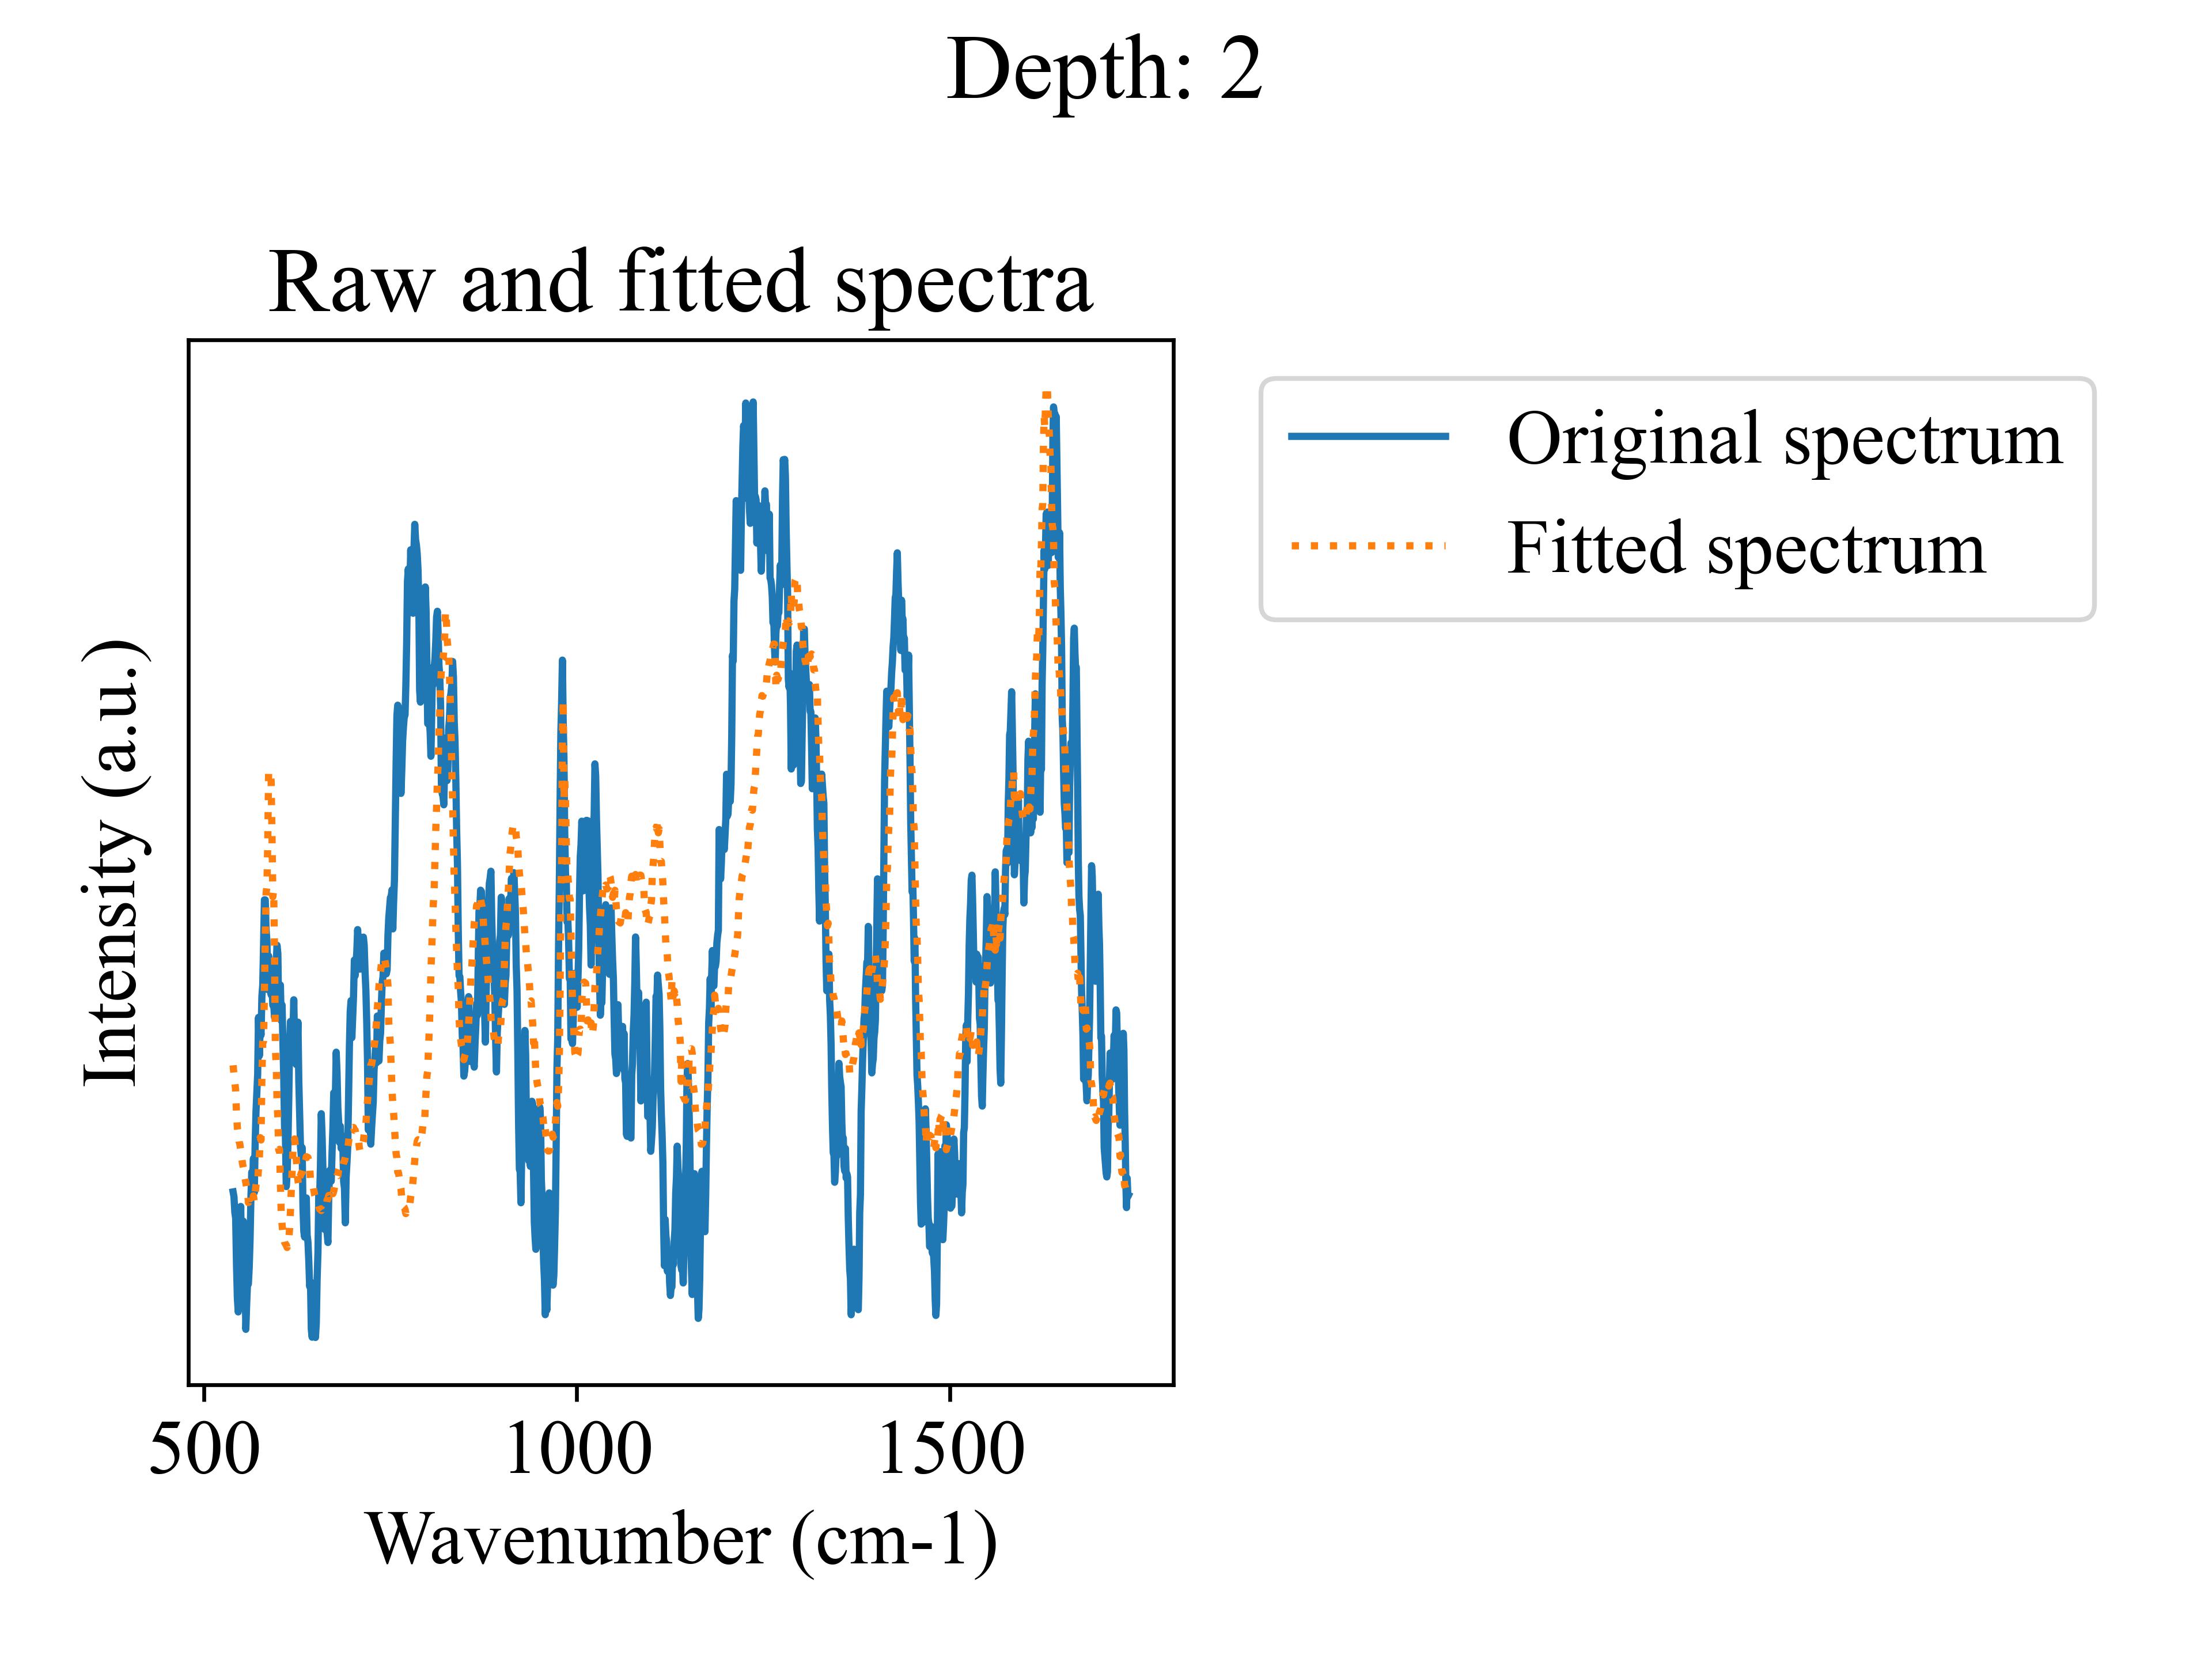 Depth: 2
Raw and fitted spectra
Original spectrum
Fitted spectrum
Intensity (a.u.)
500 1000 1500
Wavenumber (cm-1)